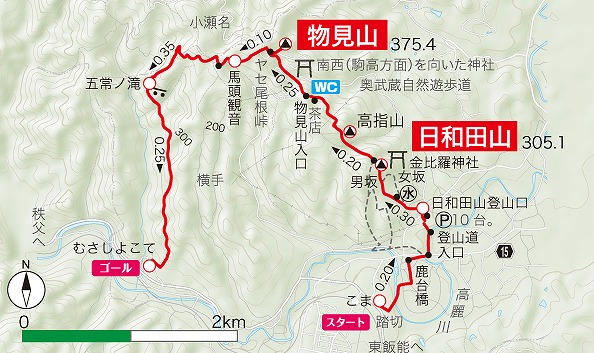 小瀬名
0.10
物見山 375.4
0.35
五常ノ滝
馬頭観音
ヤセ尾根峠
0.25
南西(駒高方面)を向いた神社
WC
奥武蔵自然遊歩道
物見山入口
茶店
高指山
日和田山 305.1
300
200
0.25
横手
0.20
男坂
金比羅神社
女坂
水
0.30
日和田山登山口
P10台。
登山道入口
15
秩父へ
むさしよこて
ゴール
鹿台橋
0.20
こま
スタート
踏切
高麗川
東飯能へ
N
0
2km